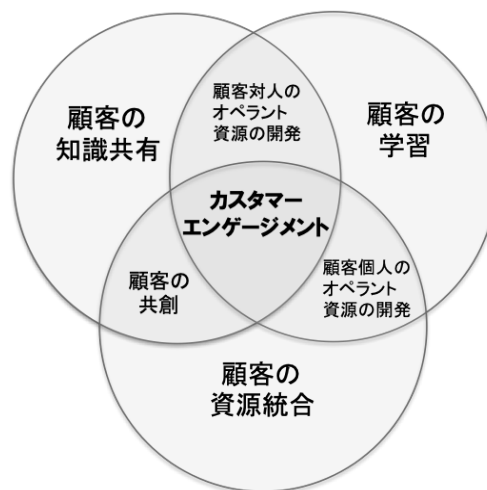 顧客の
知識共有
顧客対人の
オペラント
資源の開発
顧客の
学習
カスタマー
エンゲージメント
顧客の
共創
顧客個人の
オペラント
資源の開発
顧客の
資源統合